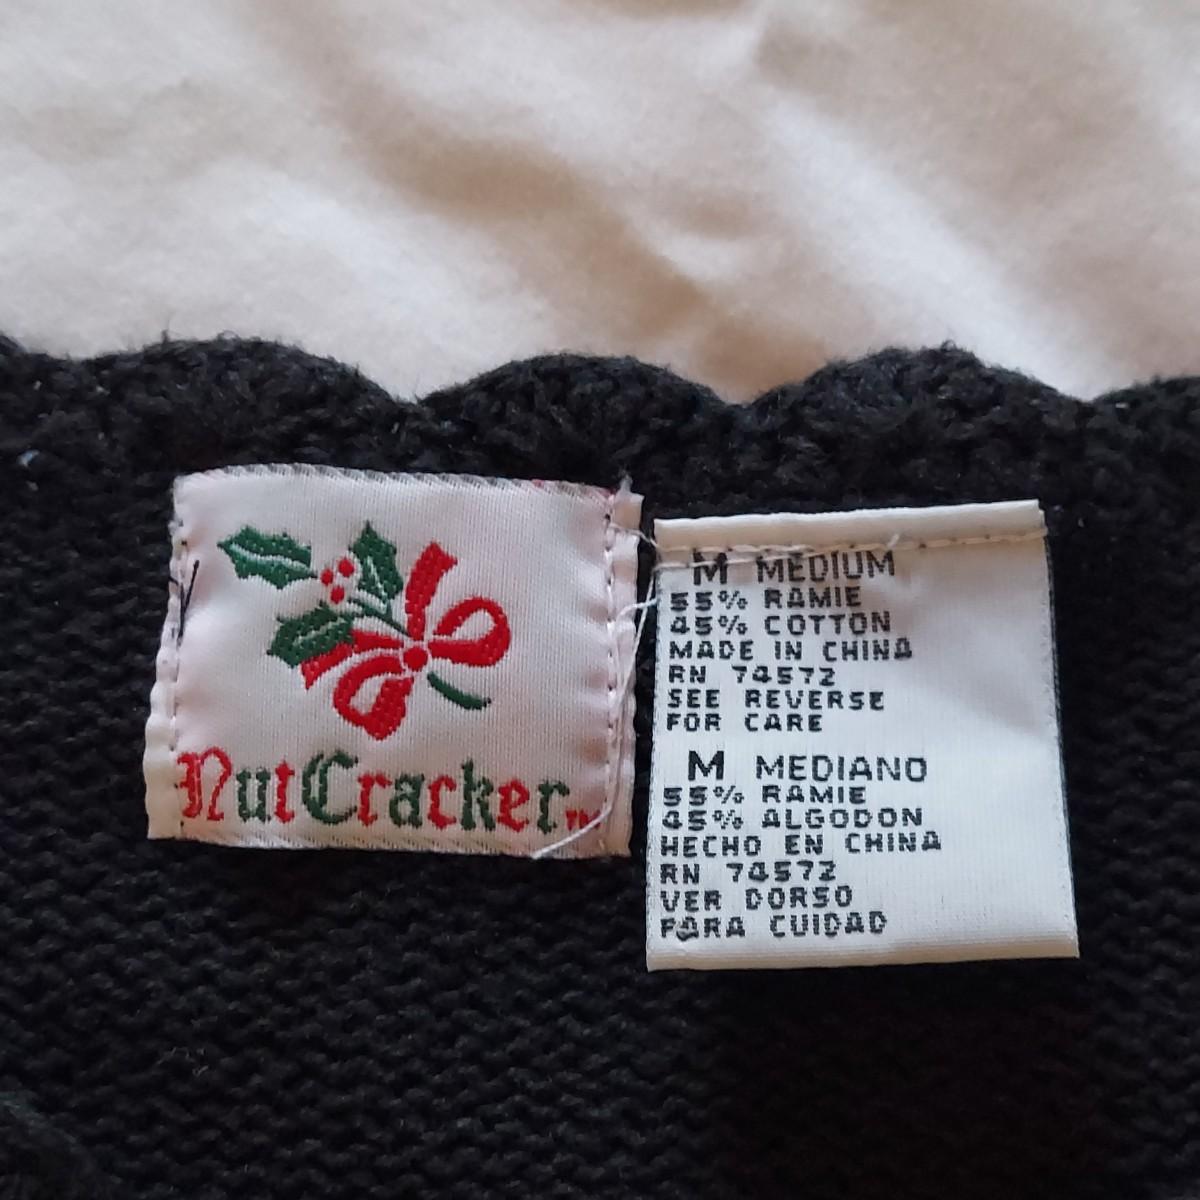 NutCracker™
M MEDIUM
55% RAMIE
45% COTTON
MADE IN CHINA
RN 74572
SEE REVERSE
FOR CARE
M MEDIANO
55% RAMIE
45% ALGODON
HECHO EN CHINA
RN 74572
VER DORSO
PARA CUIDAD